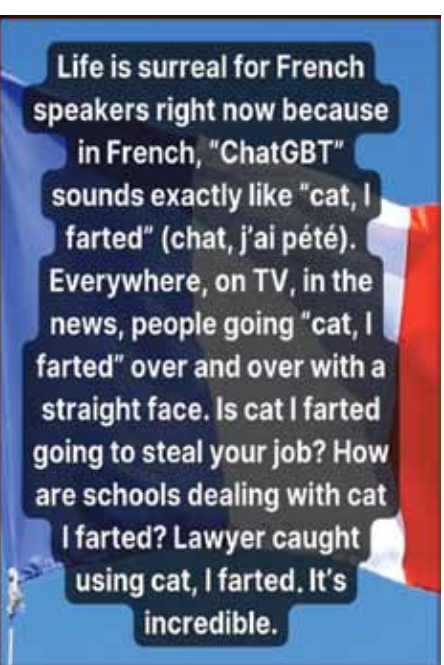 Life is surreal for French
speakers right now because
in French, “ChatGBT”
sounds exactly like “cat, I
farted” (chat, j’ai pété).
Everywhere, on TV, in the
news, people going “cat, I
farted” over and over with a
straight face. Is cat I farted
going to steal your job? How
are schools dealing with cat
I farted? Lawyer caught
using cat, I farted. It’s
incredible.